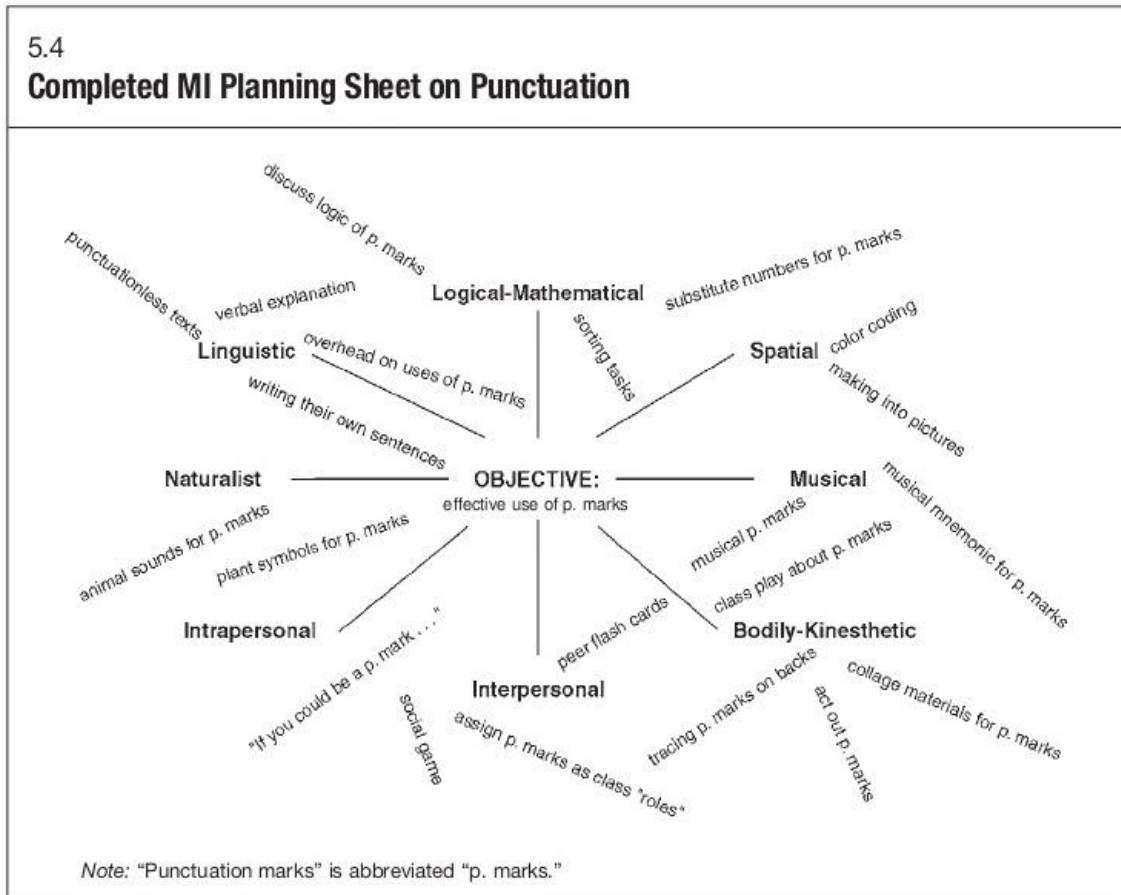 5.4
Completed MI Planning Sheet on Punctuation
discuss logic of p. marks
punctuationless texts
verbal explanation
Logical-Mathematical
substitute numbers for p. marks
Linguistic
overhead on uses of p. marks
sorting tasks
Spatial
color coding
making into pictures
writing their own sentences
Naturalist
OBJECTIVE:
effective use of p. marks
Musical
musical mnemonic for p. marks
animal sounds for p. marks
plant symbols for p. marks
musical p. marks
class play about p. marks
Intrapersonal
"If you could be a p. mark . . ."
peer flash cards
Bodily-Kinesthetic
Interpersonal
social game
assign p. marks as class "roles"
tracing p. marks on backs
act out p. marks
collage materials for p. marks
Note: “Punctuation marks” is abbreviated “p. marks.”